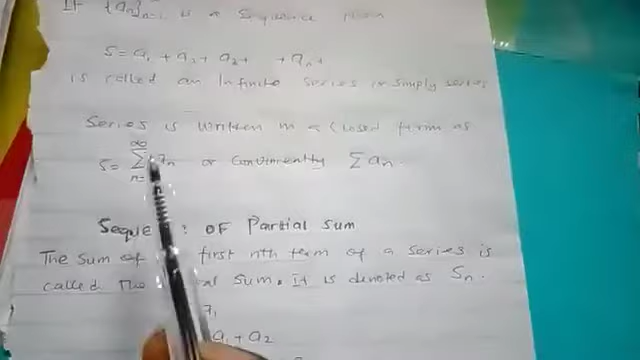 If {an} is a Sequence then
S = a₁ + a₂ + a₃ + + an +
is called an Infinite Series or simply series
Series is written in a closed form as
S = ∑ an or conveniently ∑ an.
∞
n=
Seque : OF Partial sum
The Sum of first nth term of a series is
called The al Sum. It is denoted as Sn.
a₁ + a₂